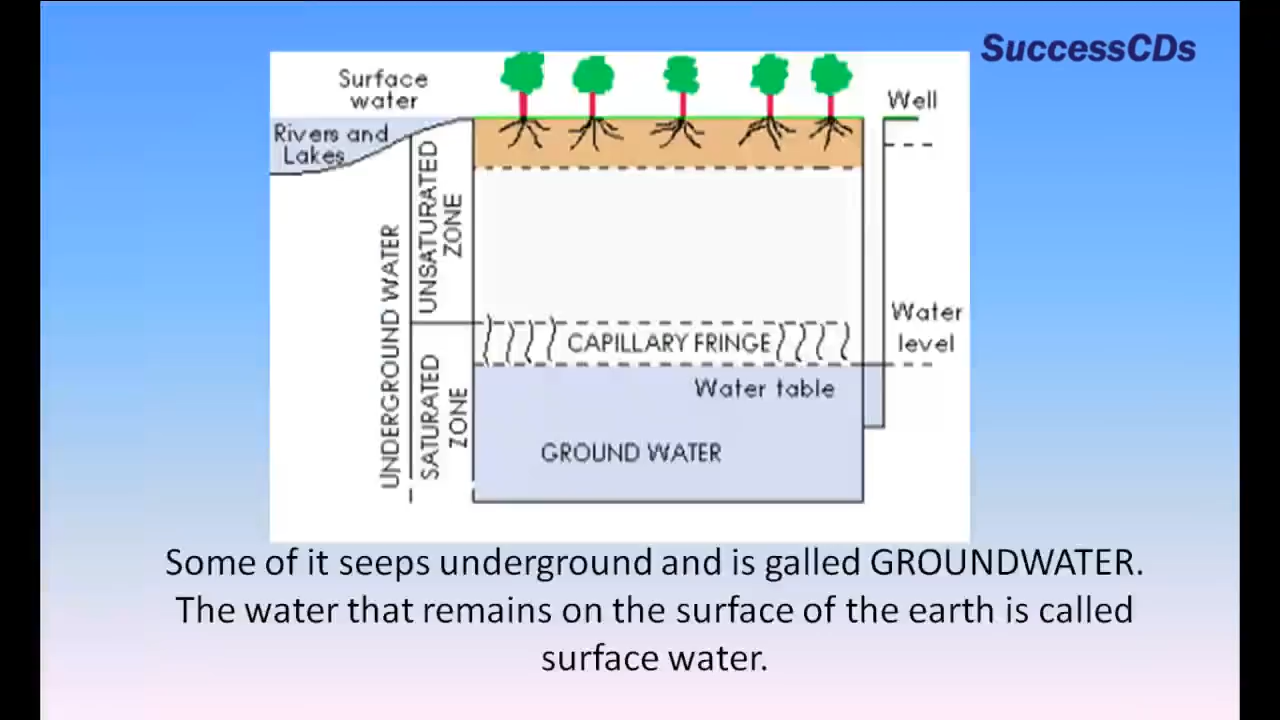 SuccessCDs
Surface
water
Well
Rivers and
Lakes
UNSATURATED
ZONE
UNDERGROUND WATER
Water
level
CAPILLARY FRINGE
SATURATED
ZONE
Water table
GROUND WATER
Some of it seeps underground and is galled GROUNDWATER.
The water that remains on the surface of the earth is called
surface water.